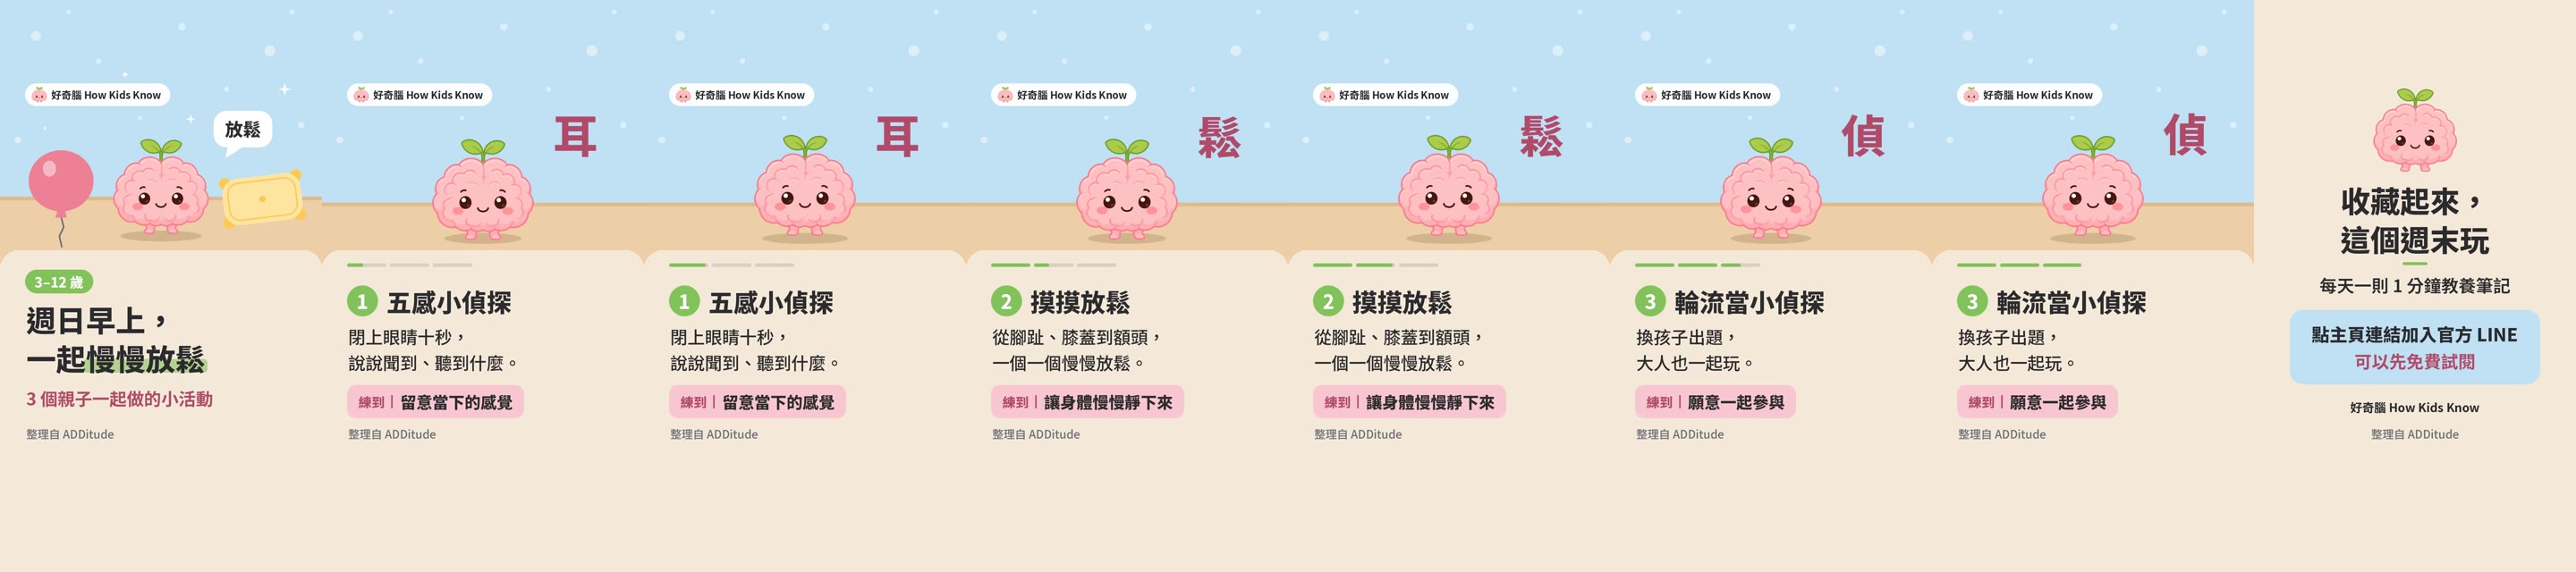 好奇腦 How Kids Know
放鬆
3–12 歲
週日早上，
一起慢慢放鬆
3 個親子一起做的小活動
整理自 ADDitude
好奇腦 How Kids Know
耳
1 五感小偵探
閉上眼睛十秒，
說說聞到、聽到什麼。
練到｜留意當下的感覺
整理自 ADDitude
好奇腦 How Kids Know
耳
1 五感小偵探
閉上眼睛十秒，
說說聞到、聽到什麼。
練到｜留意當下的感覺
整理自 ADDitude
好奇腦 How Kids Know
鬆
2 摸摸放鬆
從腳趾、膝蓋到額頭，
一個一個慢慢放鬆。
練到｜讓身體慢慢靜下來
整理自 ADDitude
好奇腦 How Kids Know
鬆
2 摸摸放鬆
從腳趾、膝蓋到額頭，
一個一個慢慢放鬆。
練到｜讓身體慢慢靜下來
整理自 ADDitude
好奇腦 How Kids Know
偵
3 輪流當小偵探
換孩子出題，
大人也一起玩。
練到｜願意一起參與
整理自 ADDitude
好奇腦 How Kids Know
偵
3 輪流當小偵探
換孩子出題，
大人也一起玩。
練到｜願意一起參與
整理自 ADDitude
收藏起來，
這個週末玩
每天一則 1 分鐘教養筆記
點主頁連結加入官方 LINE
可以先免費試閱
好奇腦 How Kids Know
整理自 ADDitude